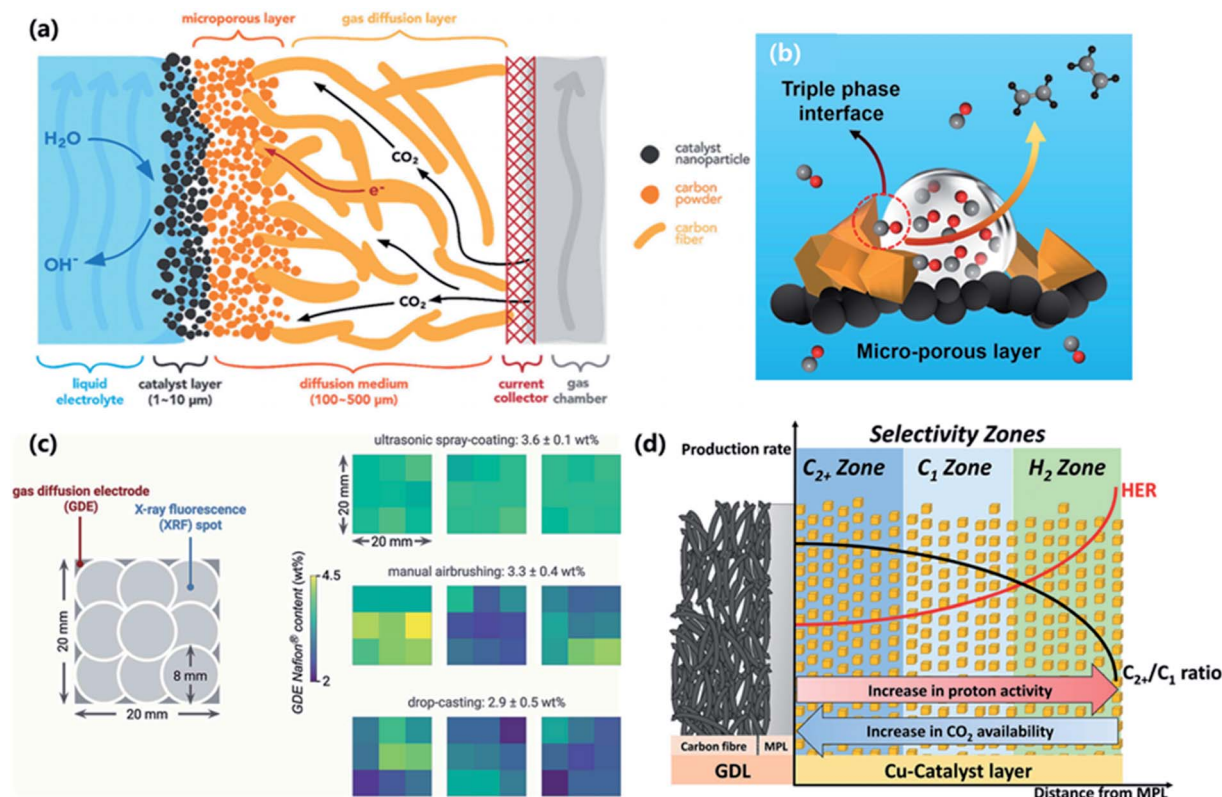 (a)
microporous layer
gas diffusion layer
H₂O
OH⁻
CO₂
e⁻
CO₂
liquid
electrolyte
catalyst layer
(1~10 μm)
diffusion medium
(100~500 μm)
current
collector
gas
chamber
catalyst
nanoparticle
carbon
powder
carbon
fiber
(b)
Triple phase
interface
Micro-porous layer
(c)
gas diffusion electrode
(GDE)
X-ray fluorescence
(XRF) spot
20 mm
8 mm
20 mm
ultrasonic spray-coating: 3.6 ± 0.1 wt%
20 mm
20 mm
manual airbrushing: 3.3 ± 0.4 wt%
GDE Nafion® content (wt%)
4.5
2
drop-casting: 2.9 ± 0.5 wt%
(d)
Production rate
Selectivity Zones
C₂₊ Zone
C₁ Zone
H₂ Zone
HER
C₂₊/C₁ ratio
Increase in proton activity
Increase in CO₂ availability
Carbon fibre
MPL
GDL
Cu-Catalyst layer
Distance from MPL